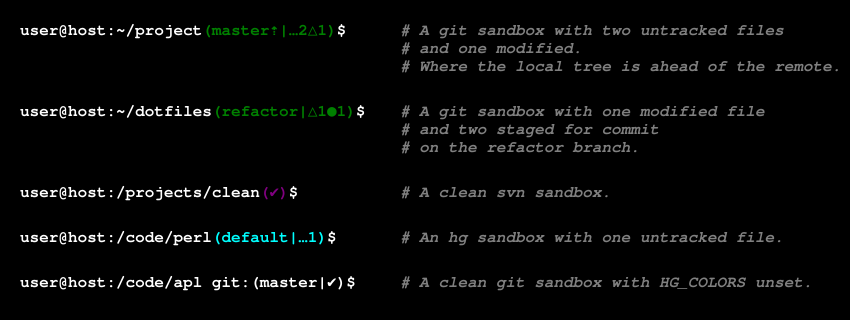 user@host:~/project(master↑|…2△1)$ # A git sandbox with two untracked files
# and one modified.
# Where the local tree is ahead of the remote.
user@host:~/dotfiles(refactor|△1●1)$ # A git sandbox with one modified file
# and two staged for commit
# on the refactor branch.
user@host:/projects/clean(✔)$ # A clean svn sandbox.
user@host:/code/perl(default|…1)$ # An hg sandbox with one untracked file.
user@host:/code/apl git:(master|✔)$ # A clean git sandbox with HG_COLORS unset.